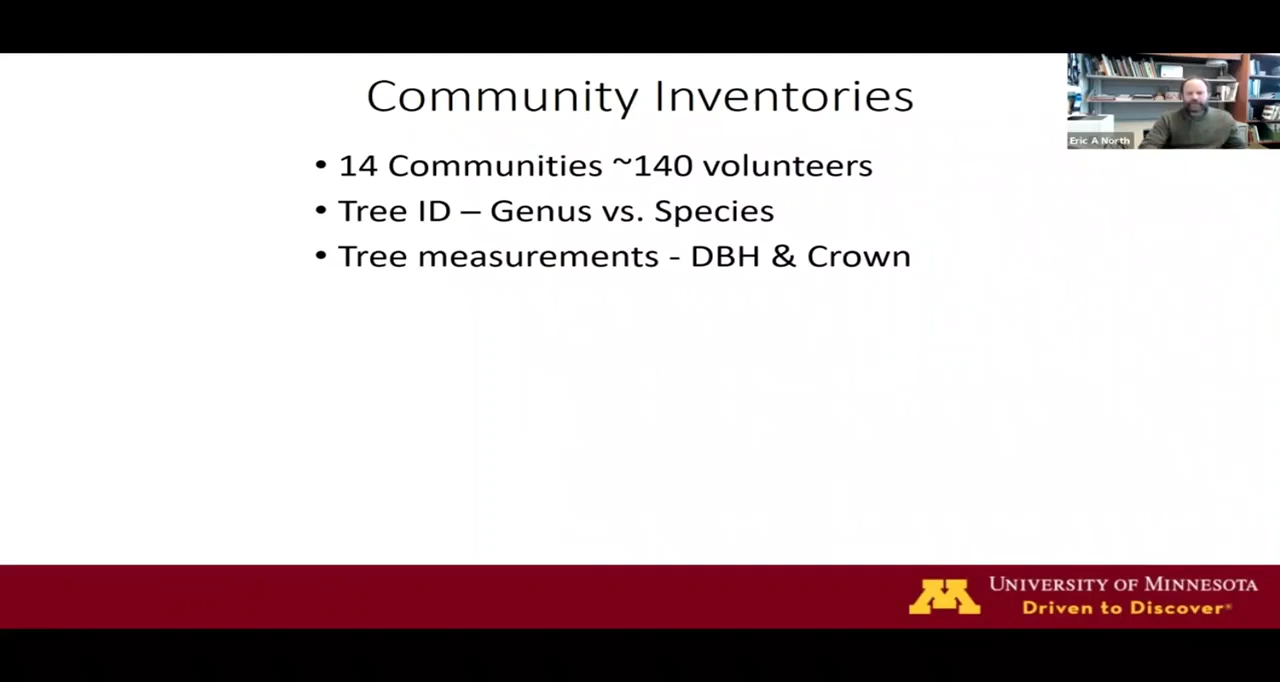 Community Inventories
• 14 Communities ~140 volunteers
• Tree ID – Genus vs. Species
• Tree measurements - DBH & Crown
Eric A North
UNIVERSITY OF MINNESOTA
Driven to Discover®